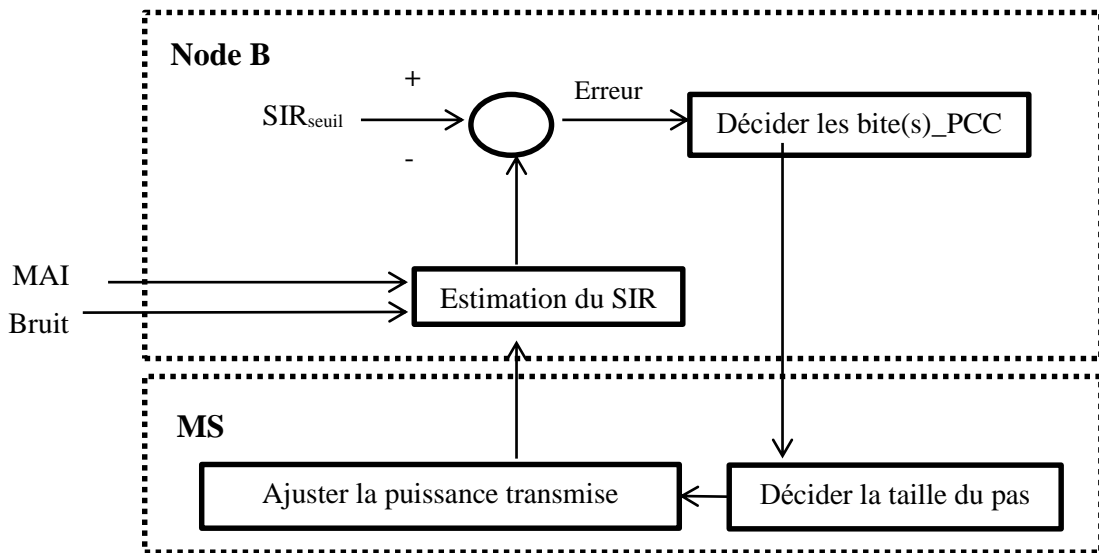 Node B
+
SIRseuil
-
Erreur
Décider les bite(s)_PCC
MAI
Bruit
Estimation du SIR
MS
Ajuster la puissance transmise
Décider la taille du pas